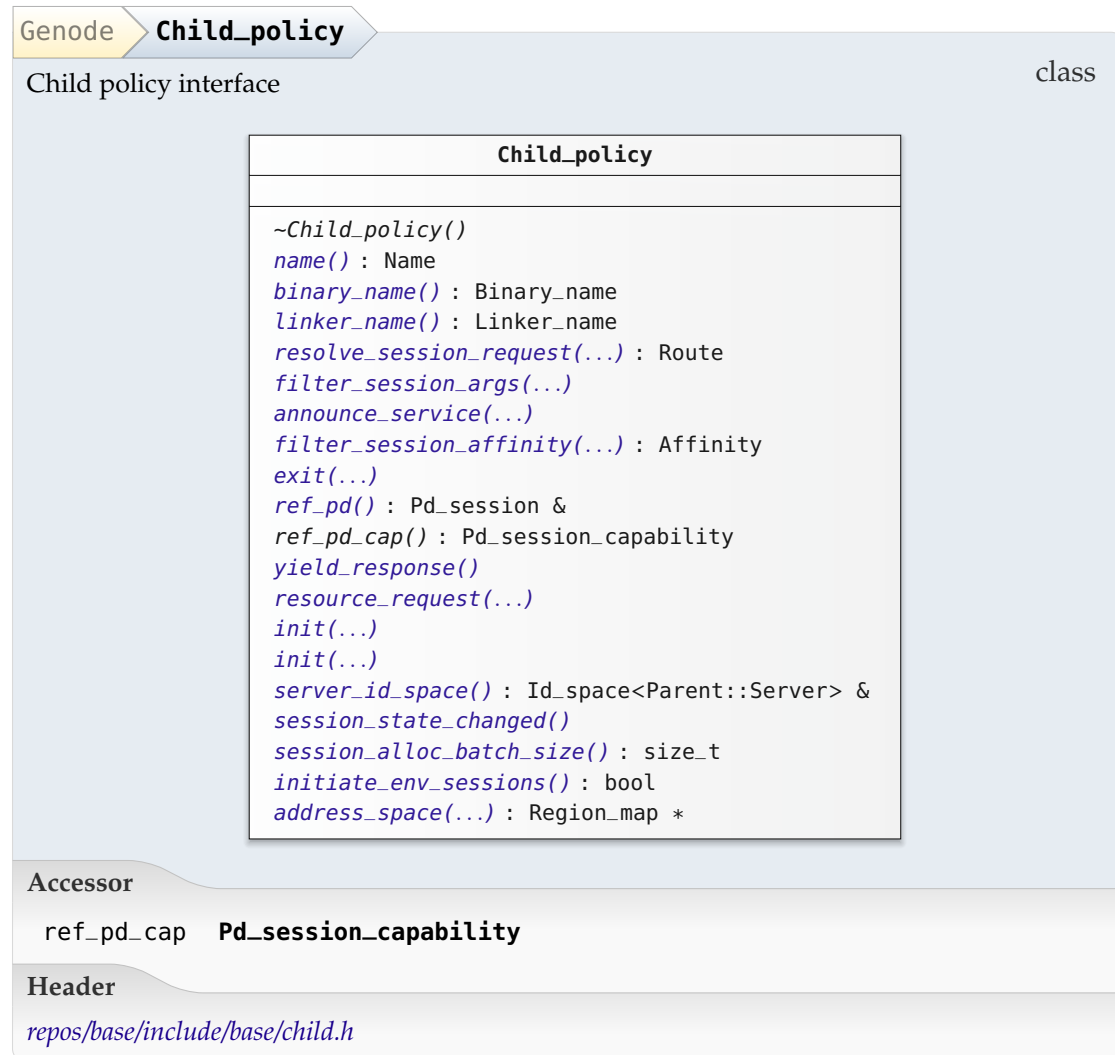 Genode Child_policy
Child policy interface
class
Child_policy
~Child_policy()
name() : Name
binary_name() : Binary_name
linker_name() : Linker_name
resolve_session_request(...) : Route
filter_session_args(...)
announce_service(...)
filter_session_affinity(...) : Affinity
exit(...)
ref_pd() : Pd_session &
ref_pd_cap() : Pd_session_capability
yield_response()
resource_request(...)
init(...)
init(...)
server_id_space() : Id_space<Parent::Server> &
session_state_changed()
session_alloc_batch_size() : size_t
initiate_env_sessions() : bool
address_space(...) : Region_map *
Accessor
ref_pd_cap Pd_session_capability
Header
repos/base/include/base/child.h